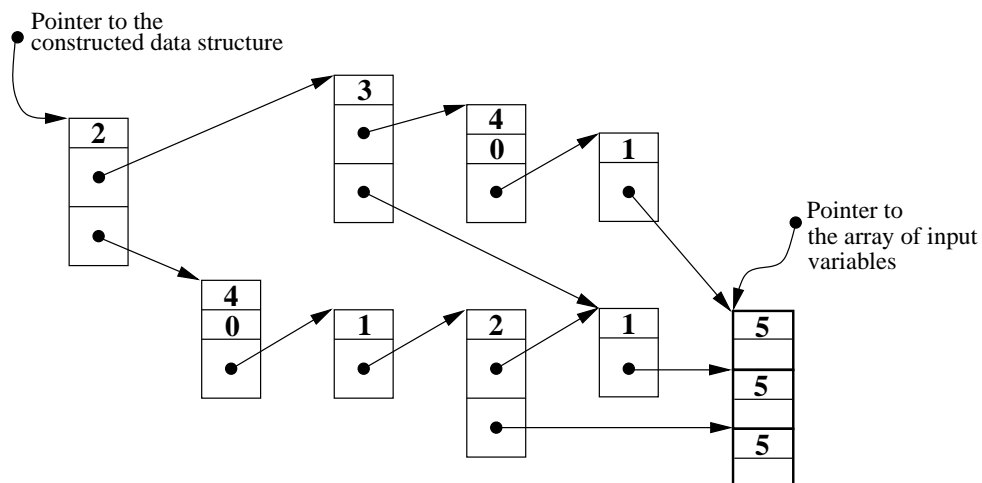 Pointer to the
constructed data structure
2
3
4
0
1
Pointer to
the array of input
variables
4
0
1
2
1
5
5
5